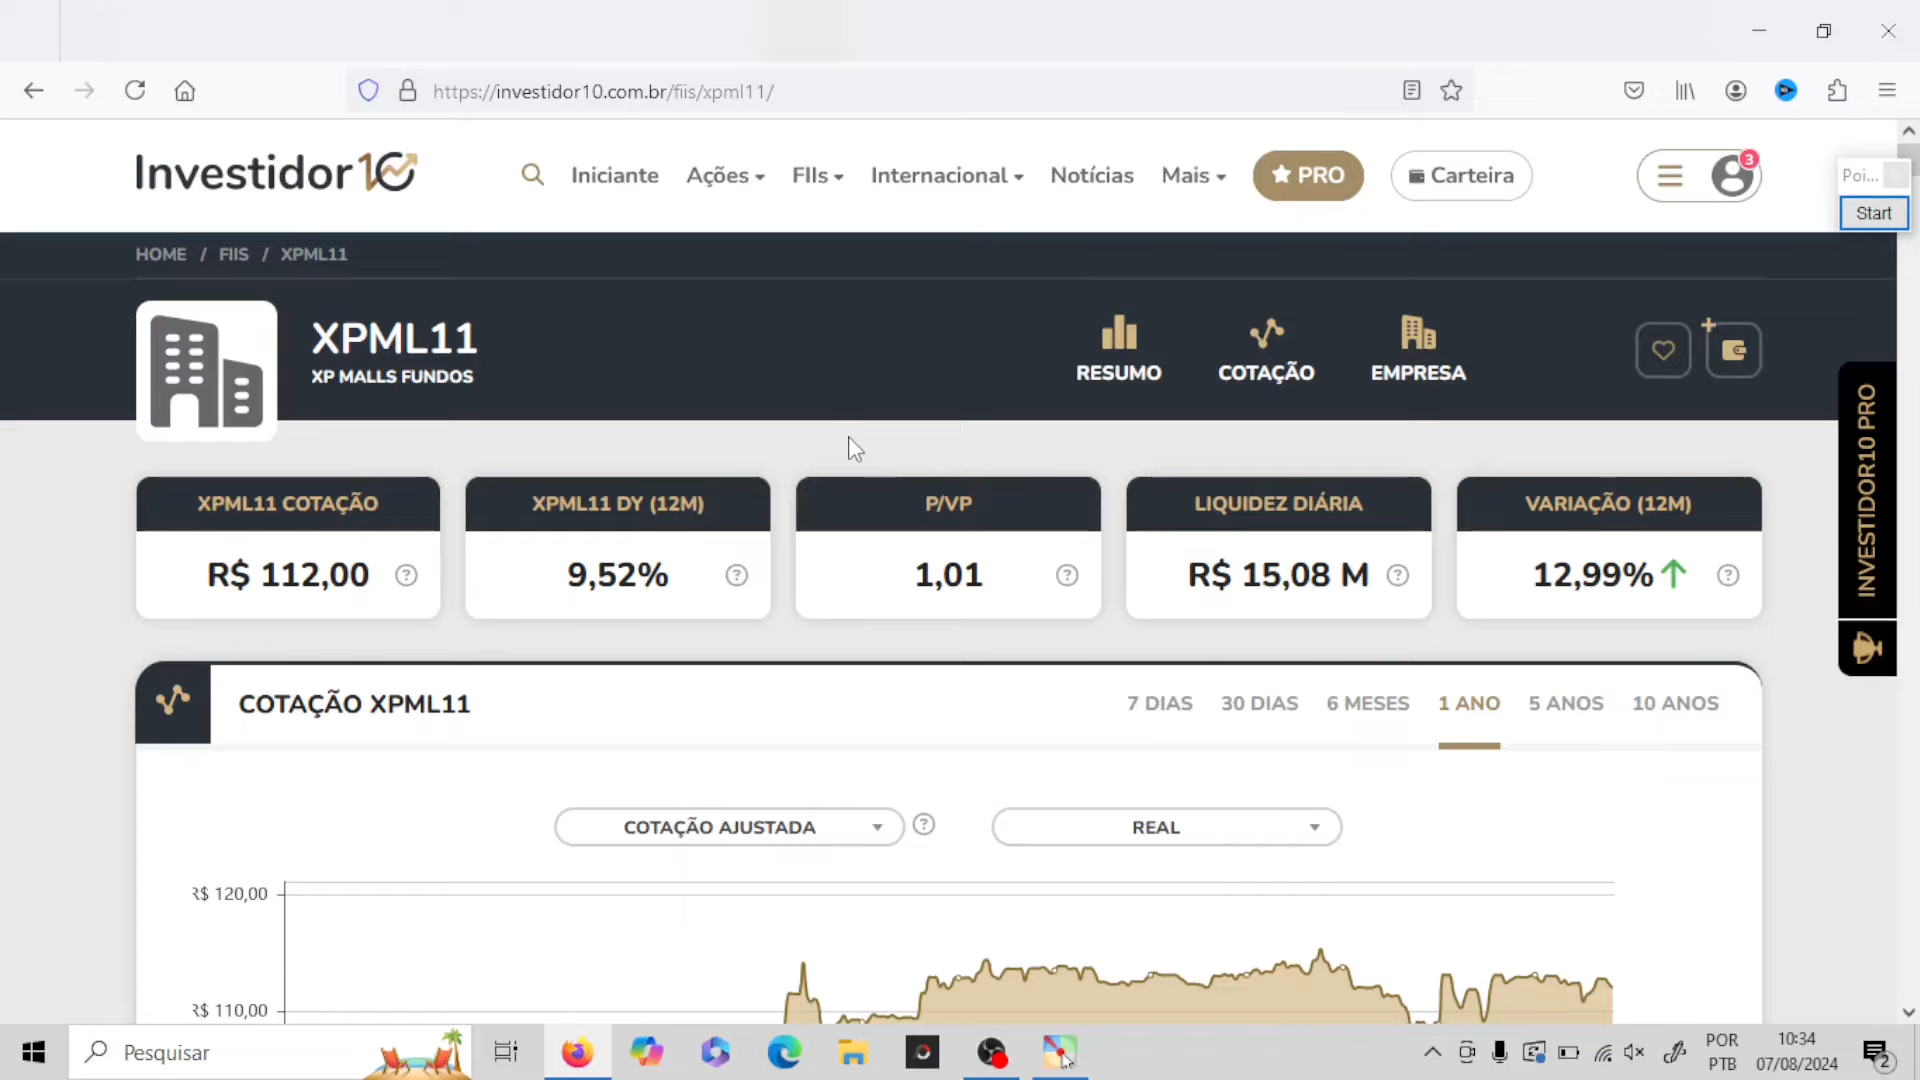 https://investidor10.com.br/fiis/xpml11/
Investidor10
Iniciante
Ações
FIIs
Internacional
Notícias
Mais
PRO
Carteira
3
Poi...
Start
HOME / FIIS / XPML11
XPML11
XP MALLS FUNDOS
RESUMO
COTAÇÃO
EMPRESA
INVESTIDOR10 PRO
XPML11 COTAÇÃO
R$ 112,00
XPML11 DY (12M)
9,52%
P/VP
1,01
LIQUIDEZ DIÁRIA
R$ 15,08 M
VARIAÇÃO (12M)
12,99%
COTAÇÃO XPML11
7 DIAS
30 DIAS
6 MESES
1 ANO
5 ANOS
10 ANOS
COTAÇÃO AJUSTADA
REAL
R$ 120,00
R$ 110,00
Pesquisar
POR
PTB
10:34
07/08/2024
2